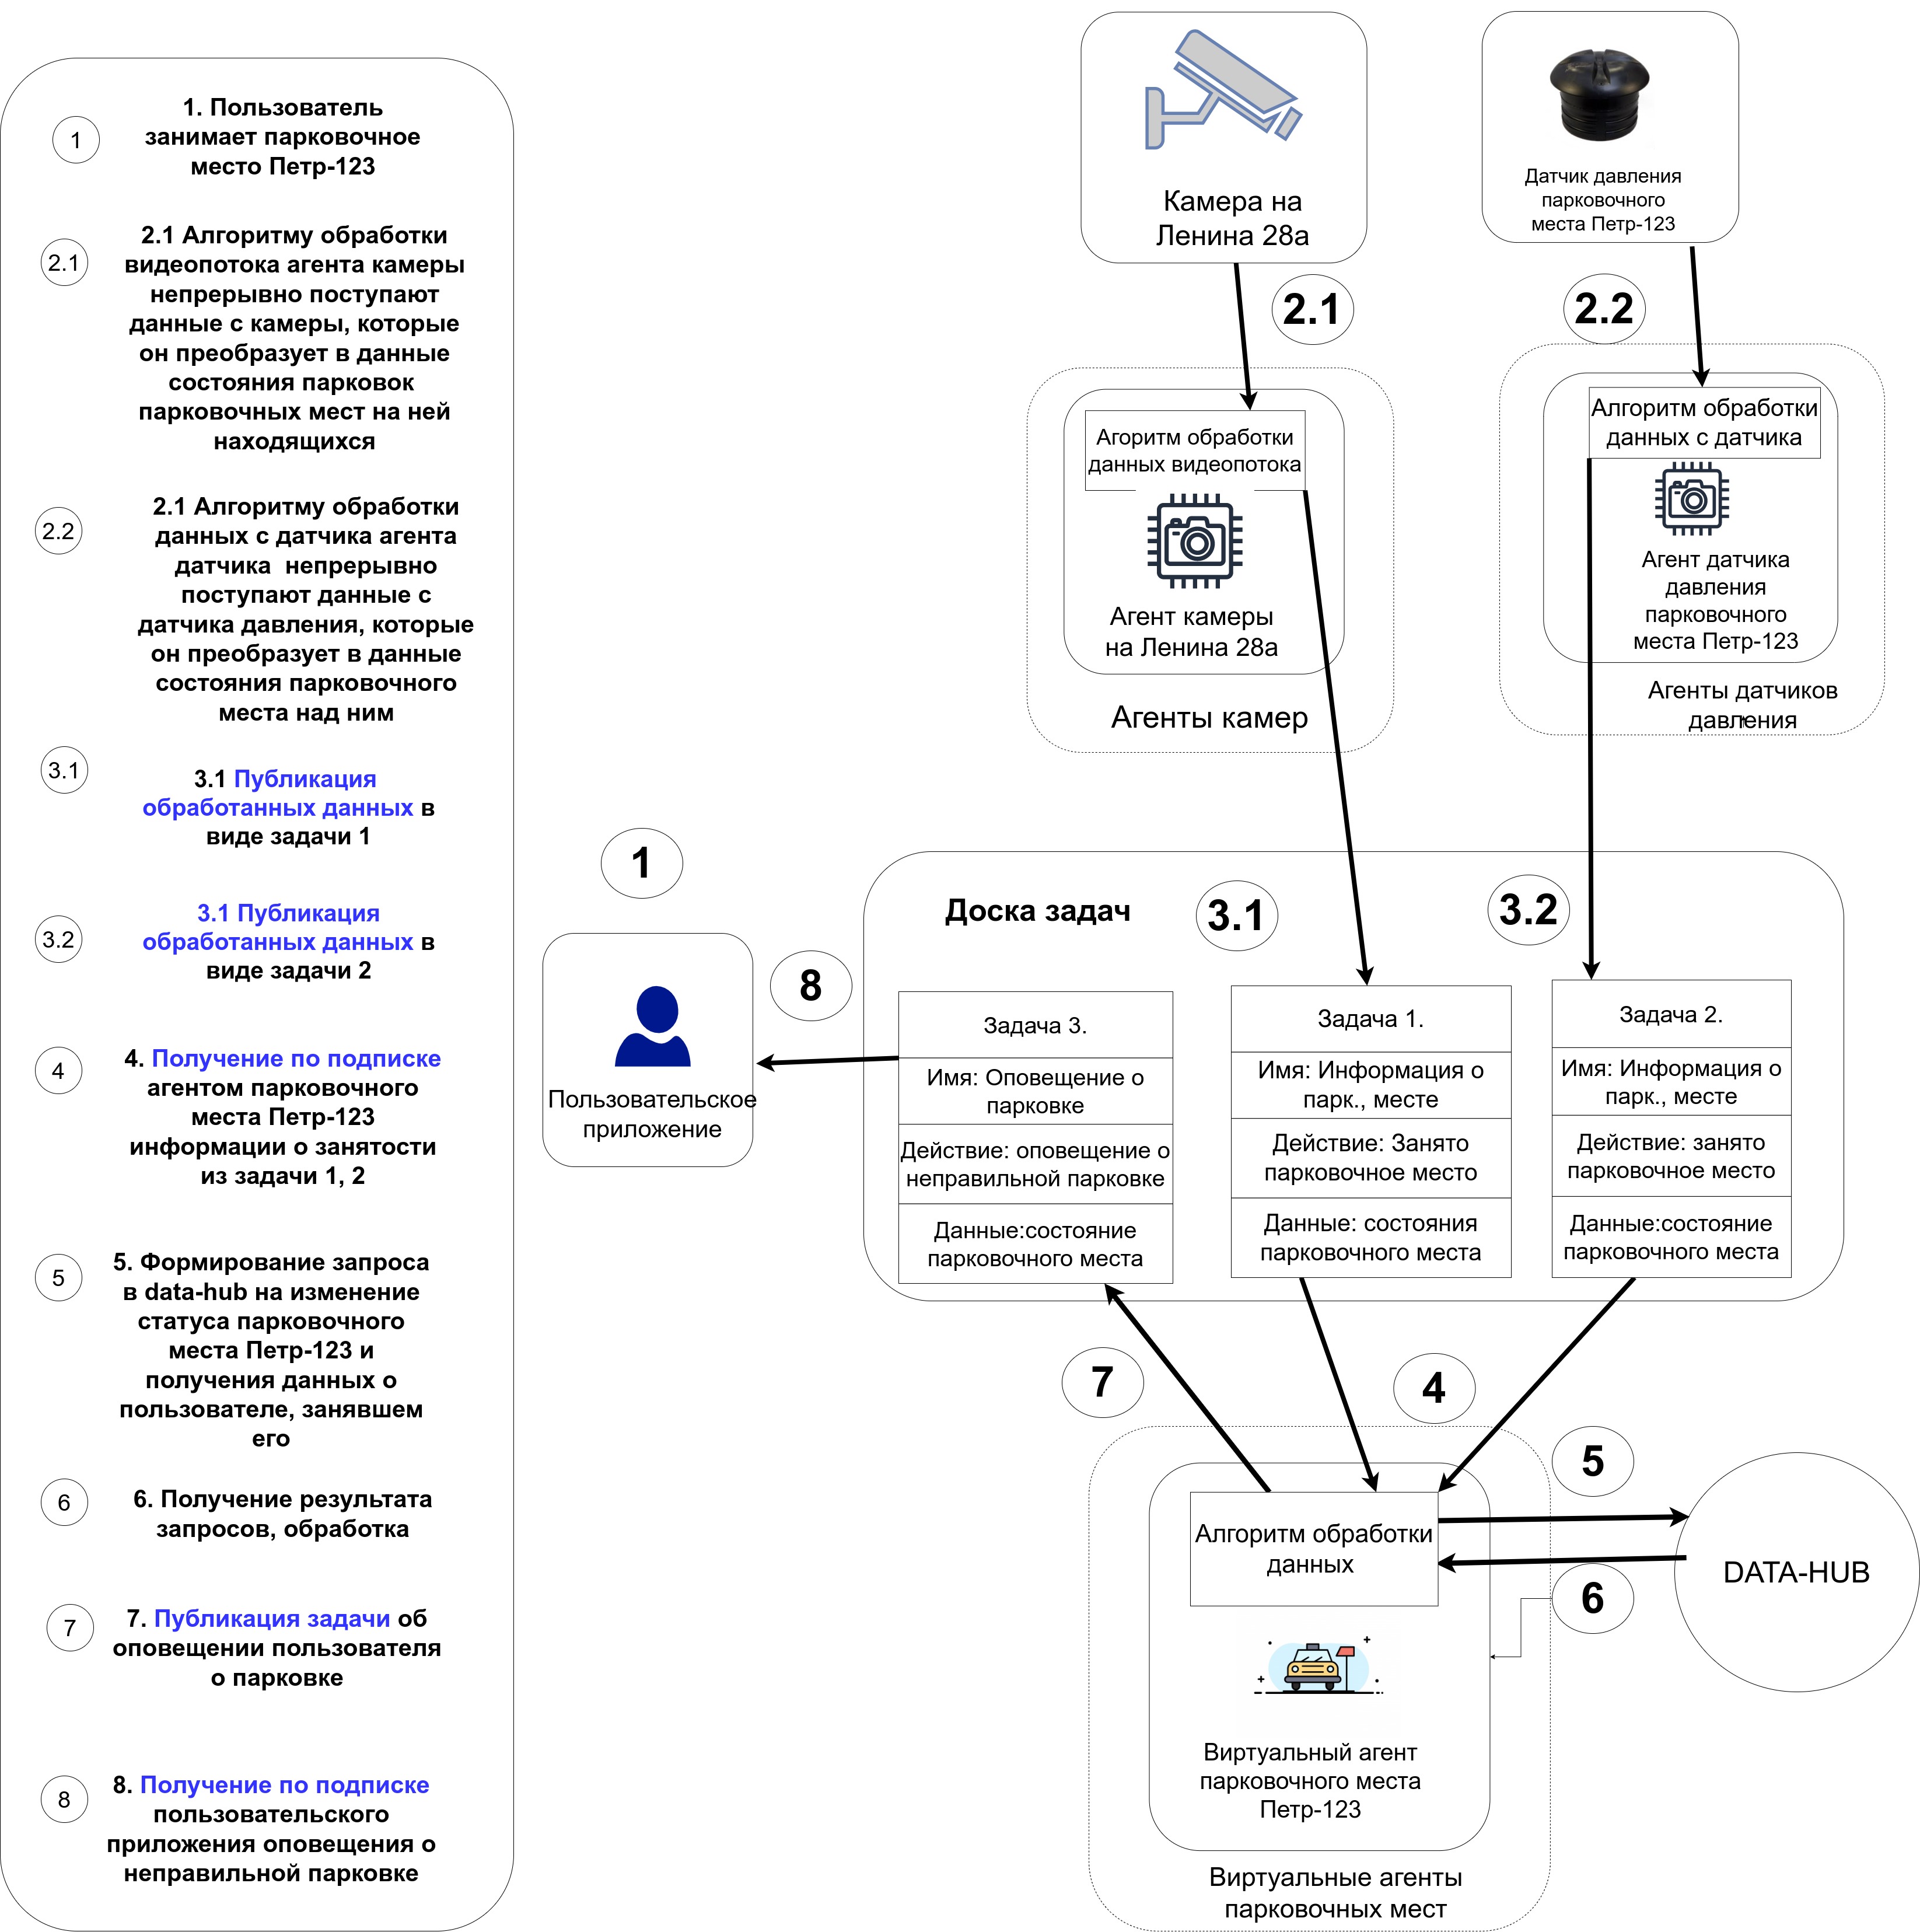 1
1. Пользователь
занимает парковочное
место Петр-123
2.1
2.1 Алгоритму обработки
видеопотока агента камеры
непрерывно поступают
данные с камеры, которые
он преобразует в данные
состояния парковок
парковочных мест на ней
находящихся
2.2
2.1 Алгоритму обработки
данных с датчика агента
датчика непрерывно
поступают данные с
датчика давления, которые
он преобразует в данные
состояния парковочного
места над ним
3.1
3.1 Публикация
обработанных данных в
виде задачи 1
3.2
3.1 Публикация
обработанных данных в
виде задачи 2
4
4. Получение по подписке
агентом парковочного
места Петр-123
информации о занятости
из задачи 1, 2
5
5. Формирование запроса
в data-hub на изменение
статуса парковочного
места Петр-123 и
получения данных о
пользователе, занявшем
его
6
6. Получение результата
запросов, обработка
7
7. Публикация задачи об
оповещении пользователя
о парковке
8
8. Получение по подписке
пользовательского
приложения оповещения о
неправильной парковке
Камера на
Ленина 28а
Датчик давления
парковочного
места Петр-123
2.1
2.2
Агоритм обработки
данных видеопотока
Агент камеры
на Ленина 28а
Агенты камер
Алгоритм обработки
данных с датчика
Агент датчика
давления
парковочного
места Петр-123
Агенты датчиков
давления
1
Пользовательское
приложение
8
Доска задач
3.1
3.2
Задача 3.
Имя: Оповещение о
парковке
Действие: оповещение о
неправильной парковке
Данные:состояние
парковочного места
Задача 1.
Имя: Информация о
парк., месте
Действие: Занято
парковочное место
Данные: состояния
парковочного места
Задача 2.
Имя: Информация о
парк., месте
Действие: занято
парковочное место
Данные:состояние
парковочного места
7
4
5
6
Алгоритм обработки
данных
DATA-HUB
Виртуальный агент
парковочного места
Петр-123
Виртуальные агенты
парковочных мест